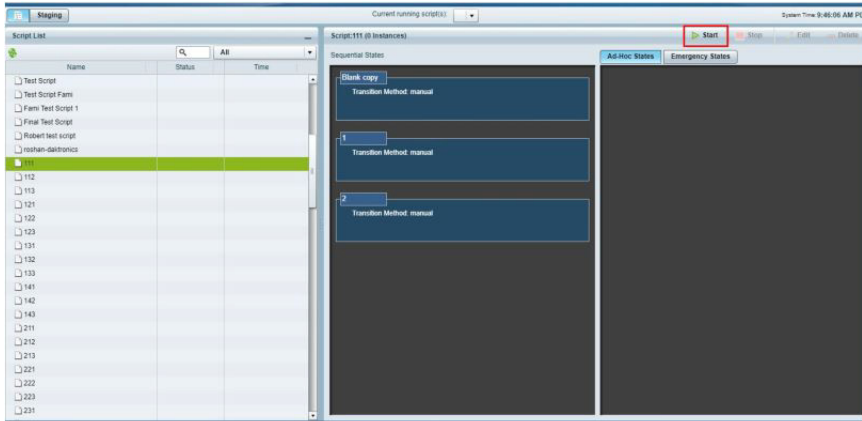 Staging
Current running script(s):
System Time 9:46:06 AM
Script List
All
Name Status Time
Test Script
Test Script Fami
Fami Test Script 1
Final Test Script
Robert test script
roshan-daktronics
111
112
113
121
122
123
131
132
133
141
142
143
211
212
213
221
222
223
231
Script:111 (0 Instances)
Start Stop Edit Delete
Sequential States
Ad-Hoc States Emergency States
Blank copy
Transition Method: manual
1
Transition Method: manual
2
Transition Method: manual